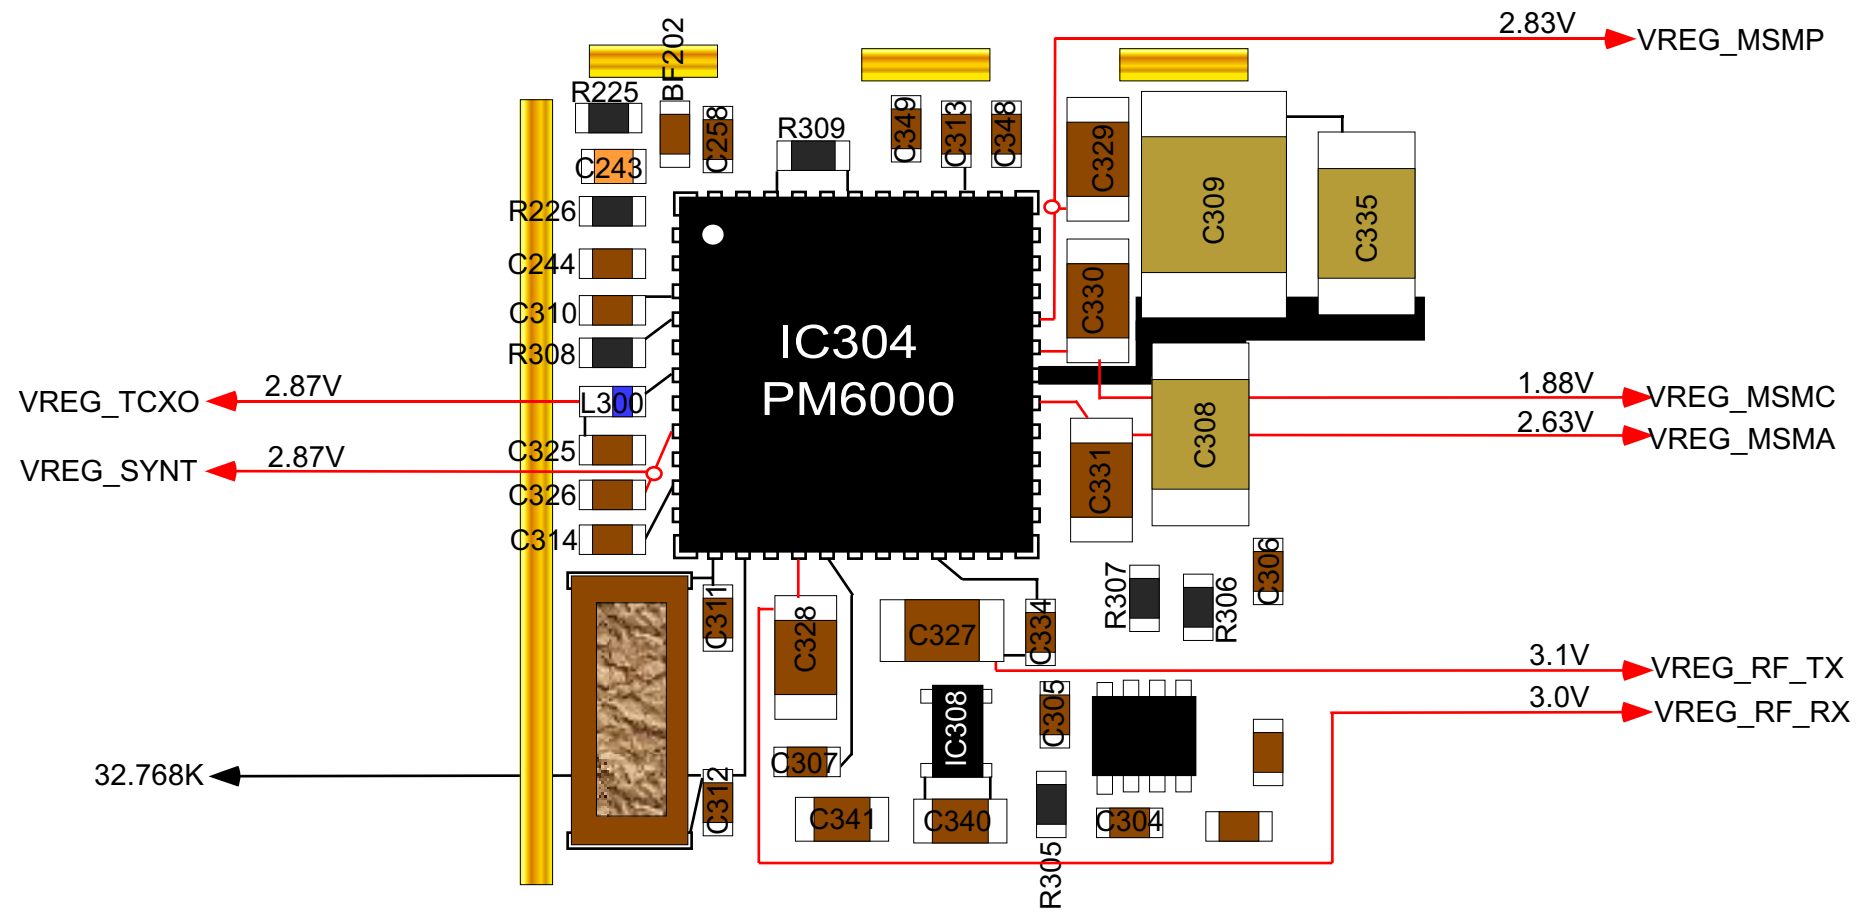 2.83V
VREG_MSMP
BF202
R225
C258
R309
C349
C313
C348
C329
C243
C309
C335
R226
C244
C330
C310
IC304
PM6000
R308
2.87V
VREG_TCXO
L300
1.88V
VREG_MSMC
2.63V
VREG_MSMA
C308
C325
2.87V
VREG_SYNT
C326
C331
C314
C306
R307
R306
C311
C328
C327
C334
3.1V
VREG_RF_TX
3.0V
VREG_RF_RX
IC308
C305
C307
32.768K
C312
C341
C340
C304
R305